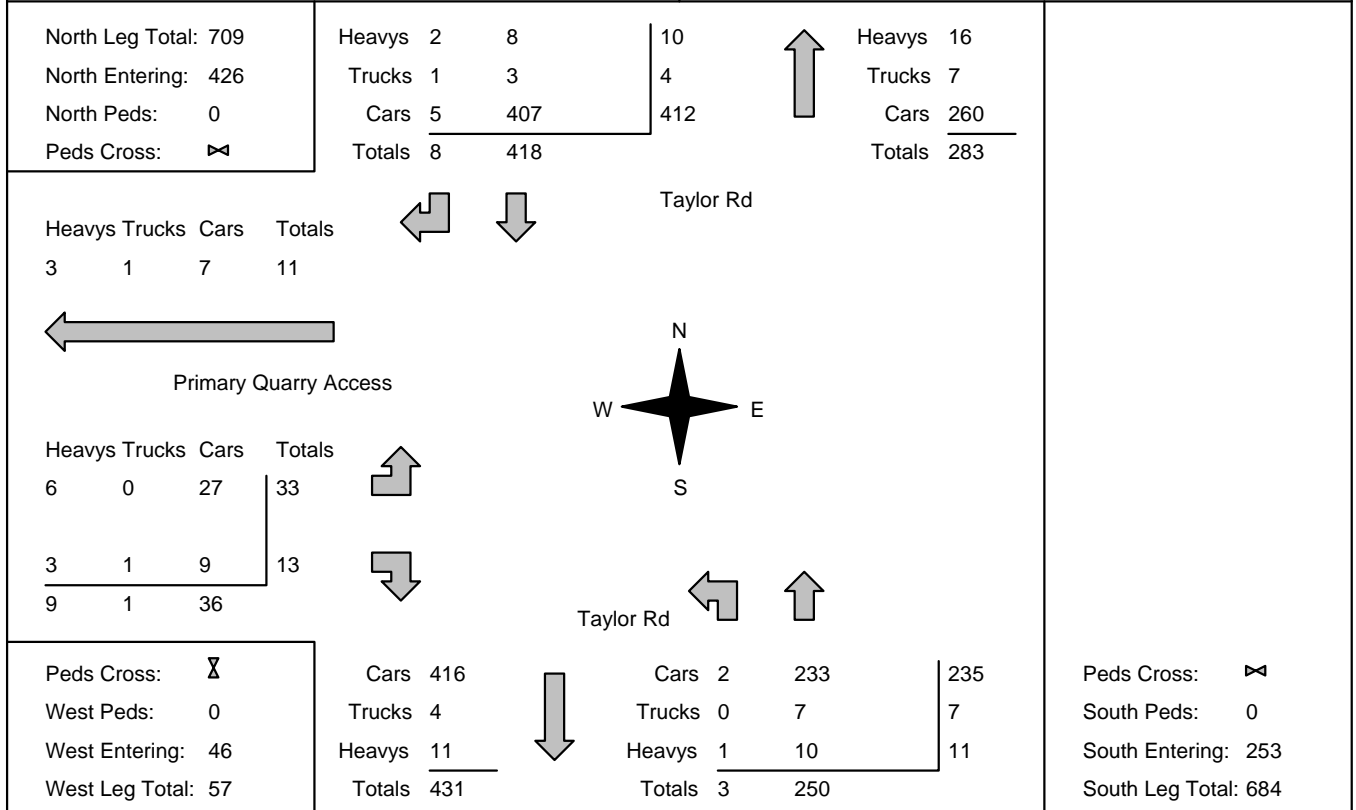 North Leg Total: 709
North Entering: 426
North Peds: 0
Peds Cross: ⋈
Heavys 2 8 10
Trucks 1 3 4
Cars 5 407 412
Totals 8 418
Heavys 16
Trucks 7
Cars 260
Totals 283
Taylor Rd
Heavys Trucks Cars Totals
3 1 7 11
Primary Quarry Access
N
W E
S
Heavys Trucks Cars Totals
6 0 27 33
3 1 9 13
9 1 36
Taylor Rd
Peds Cross:
West Peds: 0
West Entering: 46
West Leg Total: 57
Cars 416
Trucks 4
Heavys 11
Totals 431
Cars 2 233 235
Trucks 0 7 7
Heavys 1 10 11
Totals 3 250
Peds Cross: ⋈
South Peds: 0
South Entering: 253
South Leg Total: 684